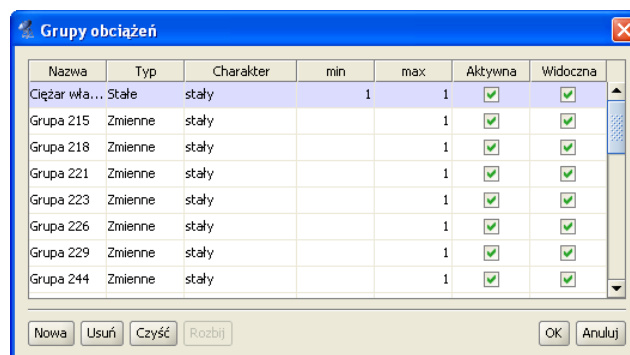 Grupy obciążeń
Nazwa Typ Charakter min max Aktywna Widoczna
Ciężar wła... Stałe stały 1 1
Grupa 215 Zmienne stały 1
Grupa 218 Zmienne stały 1
Grupa 221 Zmienne stały 1
Grupa 223 Zmienne stały 1
Grupa 226 Zmienne stały 1
Grupa 229 Zmienne stały 1
Grupa 244 Zmienne stały 1
Nowa Usuń Czyść Rozbij OK Anuluj